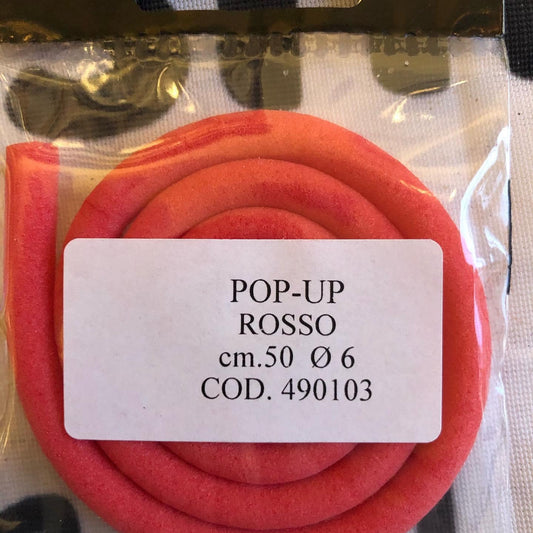 POP-UP
ROSSO
cm.50 Ø 6
COD. 490103